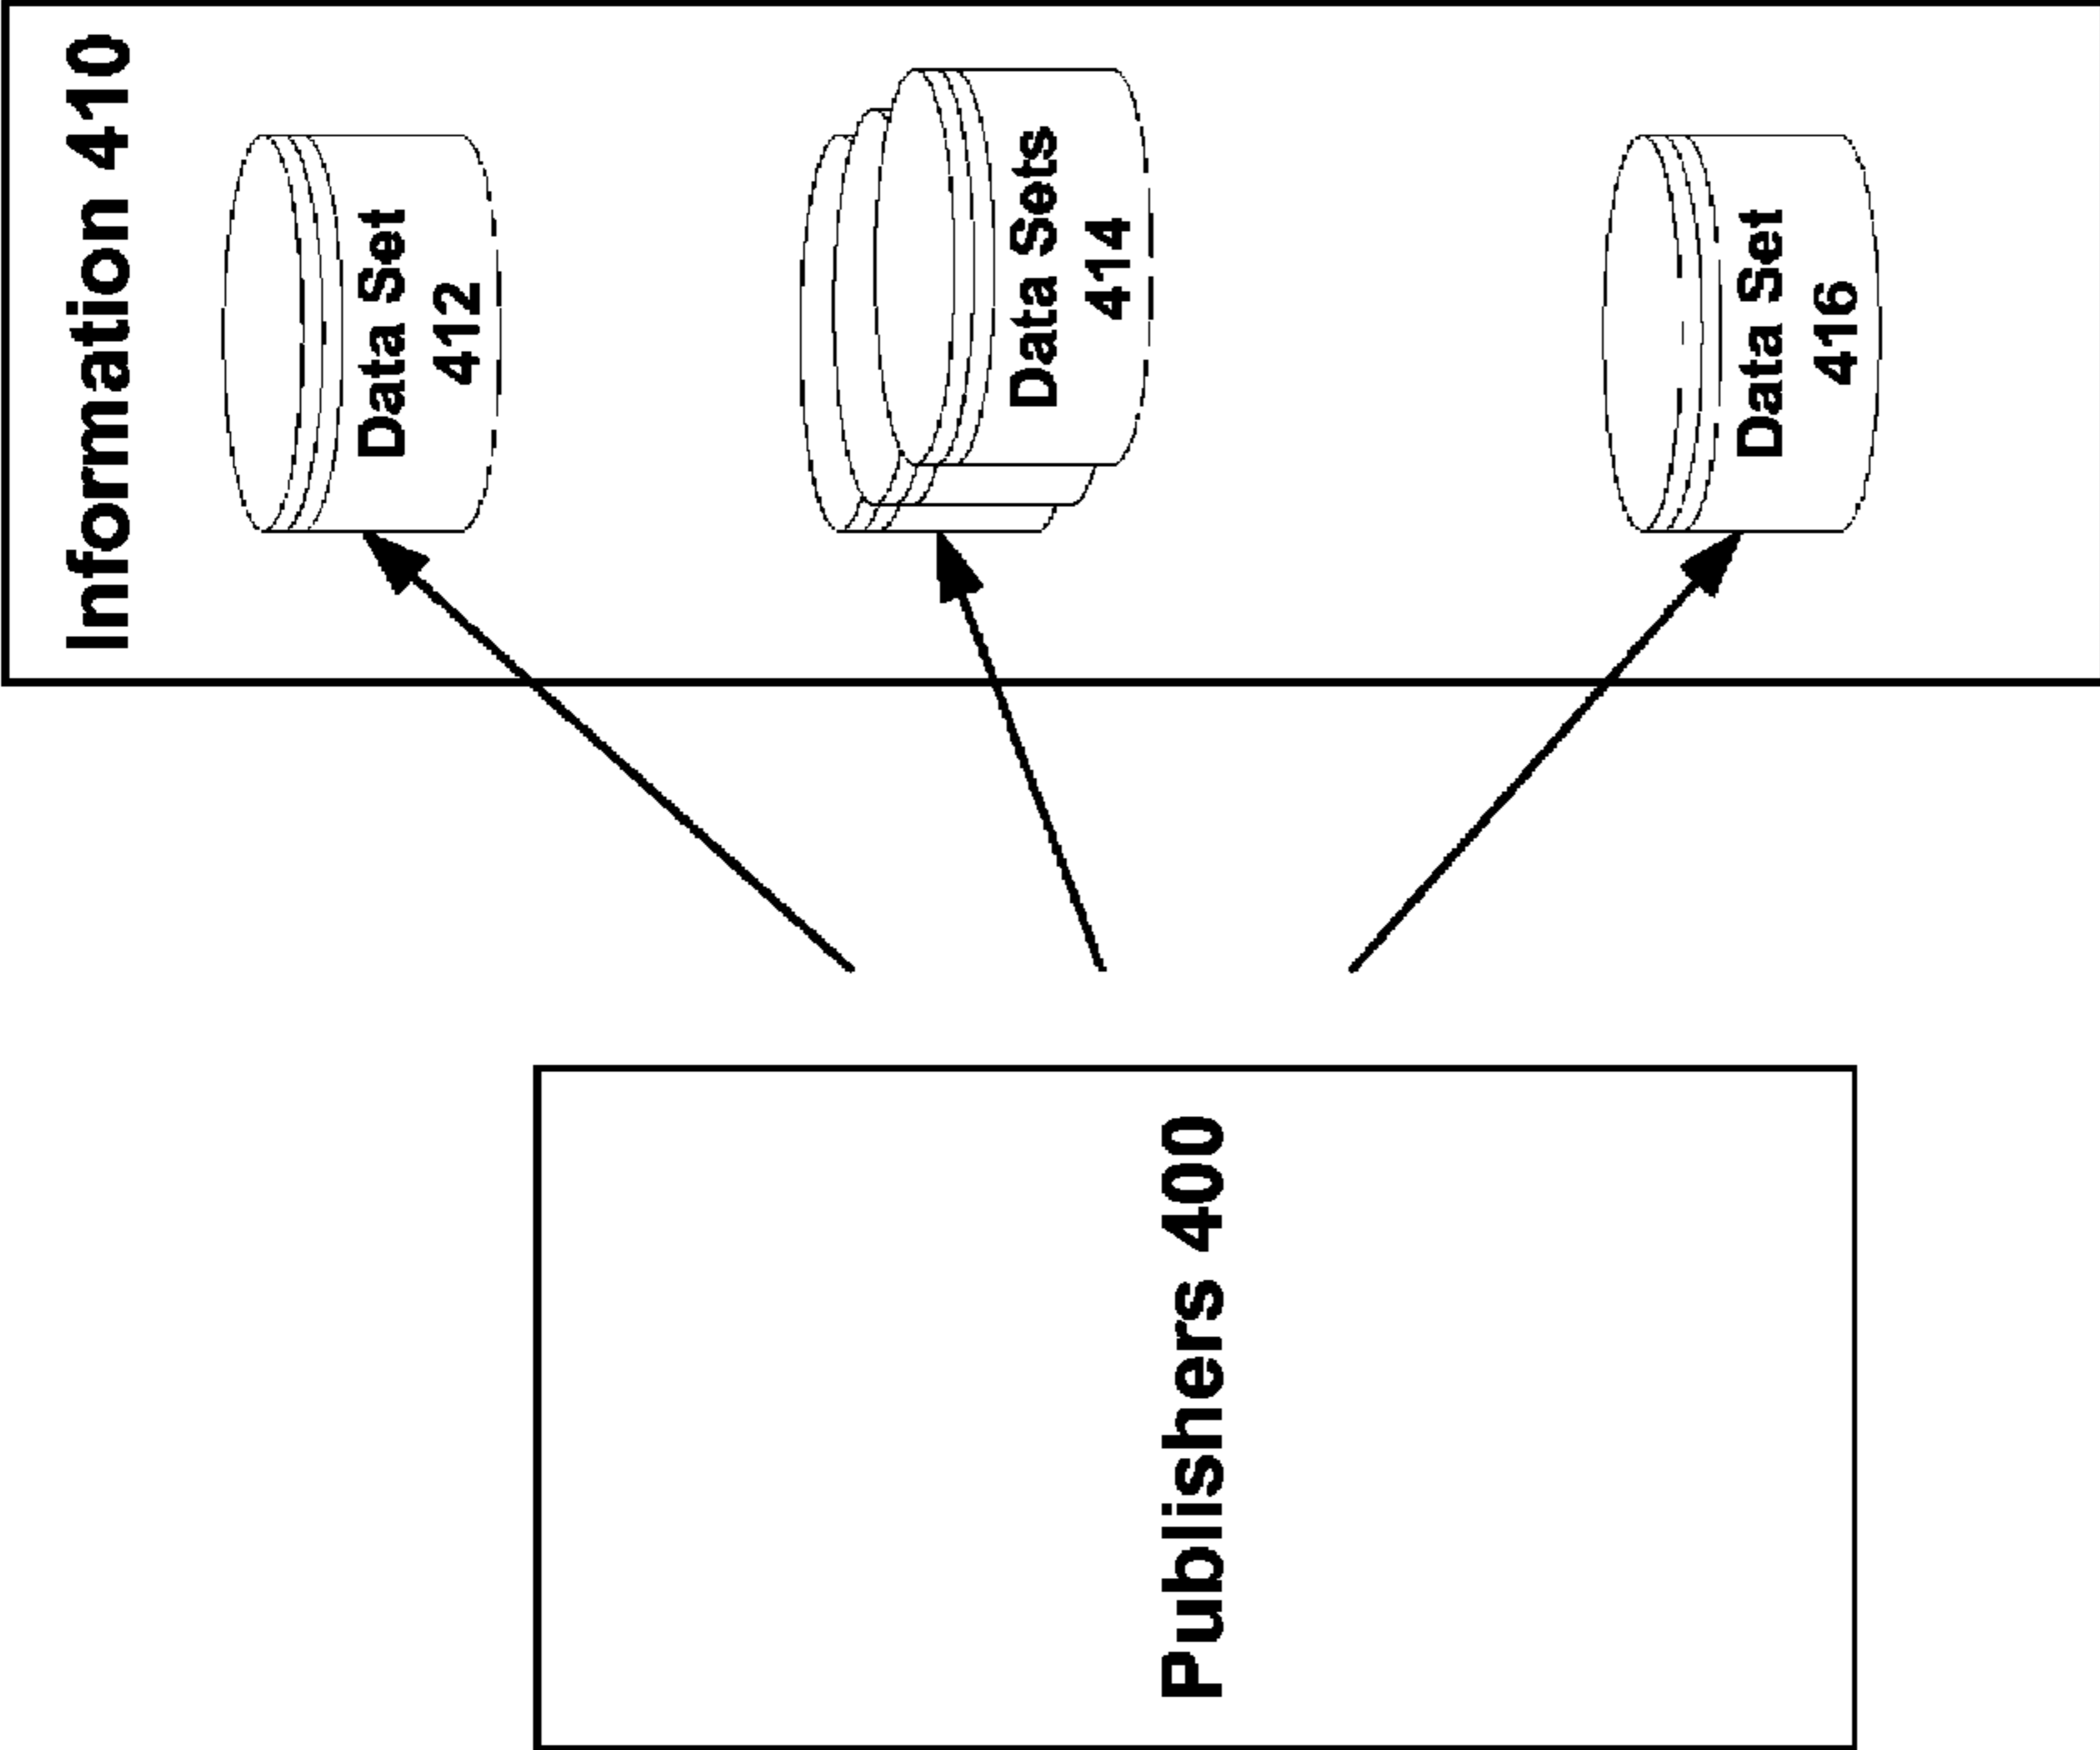 Information 410
Data Set
412
Data Sets
414
Data Set
416
Publishers 400